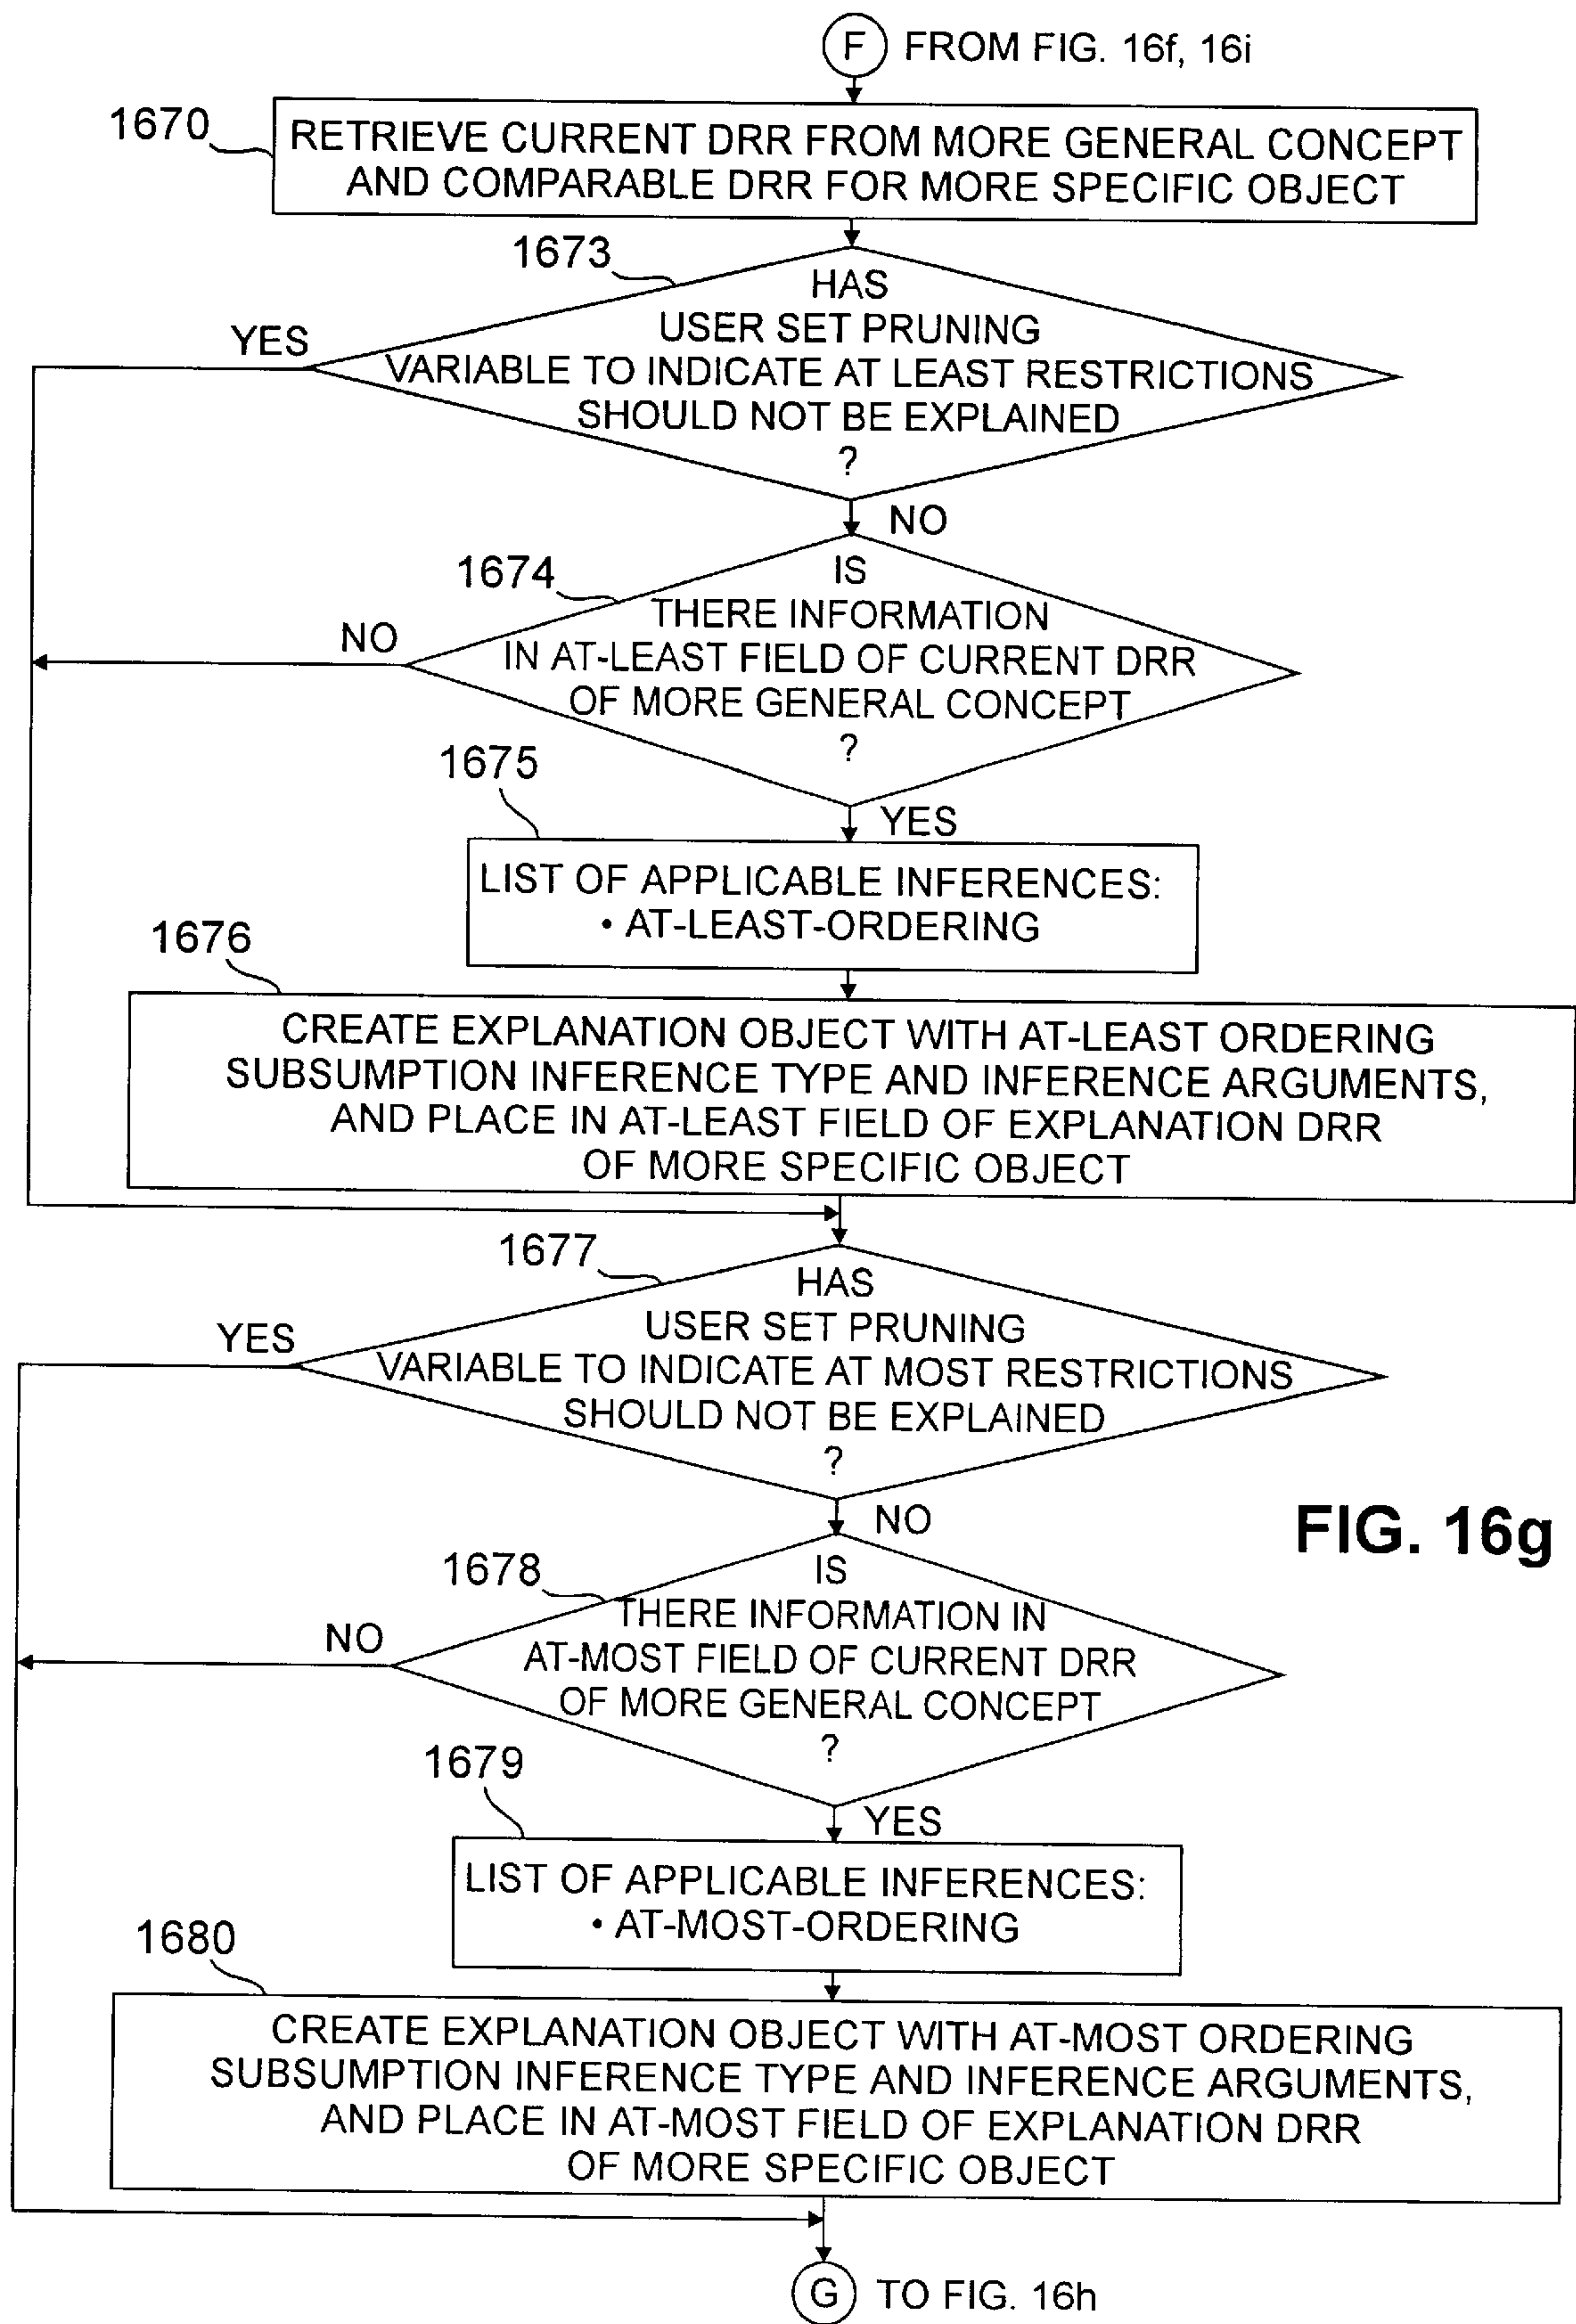 F FROM FIG. 16f, 16i
1670
RETRIEVE CURRENT DRR FROM MORE GENERAL CONCEPT
AND COMPARABLE DRR FOR MORE SPECIFIC OBJECT
1673
HAS
USER SET PRUNING
VARIABLE TO INDICATE AT LEAST RESTRICTIONS
SHOULD NOT BE EXPLAINED
?
YES
NO
1674
IS
THERE INFORMATION
IN AT-LEAST FIELD OF CURRENT DRR
OF MORE GENERAL CONCEPT
?
NO
YES
1675
LIST OF APPLICABLE INFERENCES:
• AT-LEAST-ORDERING
1676
CREATE EXPLANATION OBJECT WITH AT-LEAST ORDERING
SUBSUMPTION INFERENCE TYPE AND INFERENCE ARGUMENTS,
AND PLACE IN AT-LEAST FIELD OF EXPLANATION DRR
OF MORE SPECIFIC OBJECT
1677
HAS
USER SET PRUNING
VARIABLE TO INDICATE AT MOST RESTRICTIONS
SHOULD NOT BE EXPLAINED
?
YES
NO
FIG. 16g
1678
IS
THERE INFORMATION IN
AT-MOST FIELD OF CURRENT DRR
OF MORE GENERAL CONCEPT
?
NO
YES
1679
LIST OF APPLICABLE INFERENCES:
• AT-MOST-ORDERING
1680
CREATE EXPLANATION OBJECT WITH AT-MOST ORDERING
SUBSUMPTION INFERENCE TYPE AND INFERENCE ARGUMENTS,
AND PLACE IN AT-MOST FIELD OF EXPLANATION DRR
OF MORE SPECIFIC OBJECT
G TO FIG. 16h